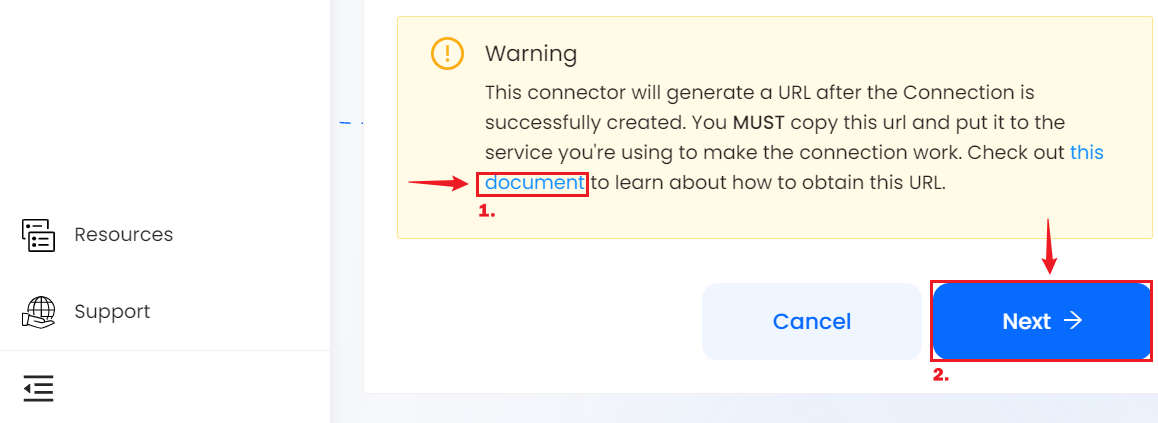 Warning
This connector will generate a URL after the Connection is
successfully created. You MUST copy this url and put it to the
service you're using to make the connection work. Check out this
document to learn about how to obtain this URL.
1.
Resources
Support
Cancel
Next
2.